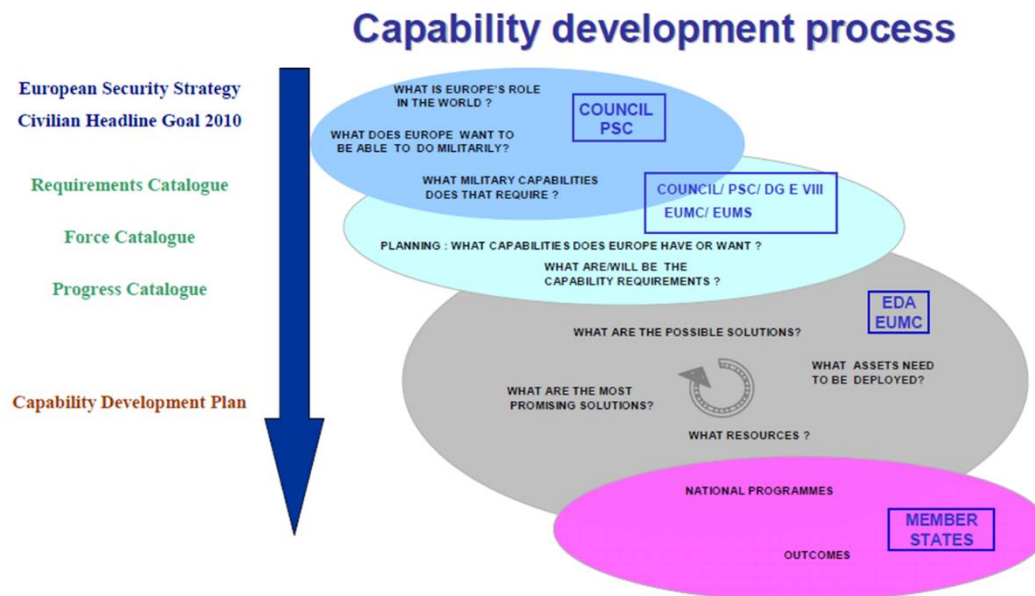 Capability development process
European Security Strategy
Civilian Headline Goal 2010
Requirements Catalogue
Force Catalogue
Progress Catalogue
Capability Development Plan
WHAT IS EUROPE'S ROLE
IN THE WORLD ?
COUNCIL
PSC
WHAT DOES EUROPE WANT TO
BE ABLE TO DO MILITARILY?
WHAT MILITARY CAPABILITIES
DOES THAT REQUIRE ?
COUNCIL/ PSC/ DG E VIII
EUMC/ EUMS
PLANNING : WHAT CAPABILITIES DOES EUROPE HAVE OR WANT ?
WHAT ARE/WILL BE THE
CAPABILITY REQUIREMENTS ?
EDA
EUMC
WHAT ARE THE POSSIBLE SOLUTIONS?
WHAT ASSETS NEED
TO BE DEPLOYED?
WHAT ARE THE MOST
PROMISING SOLUTIONS?
WHAT RESOURCES ?
NATIONAL PROGRAMMES
MEMBER
STATES
OUTCOMES